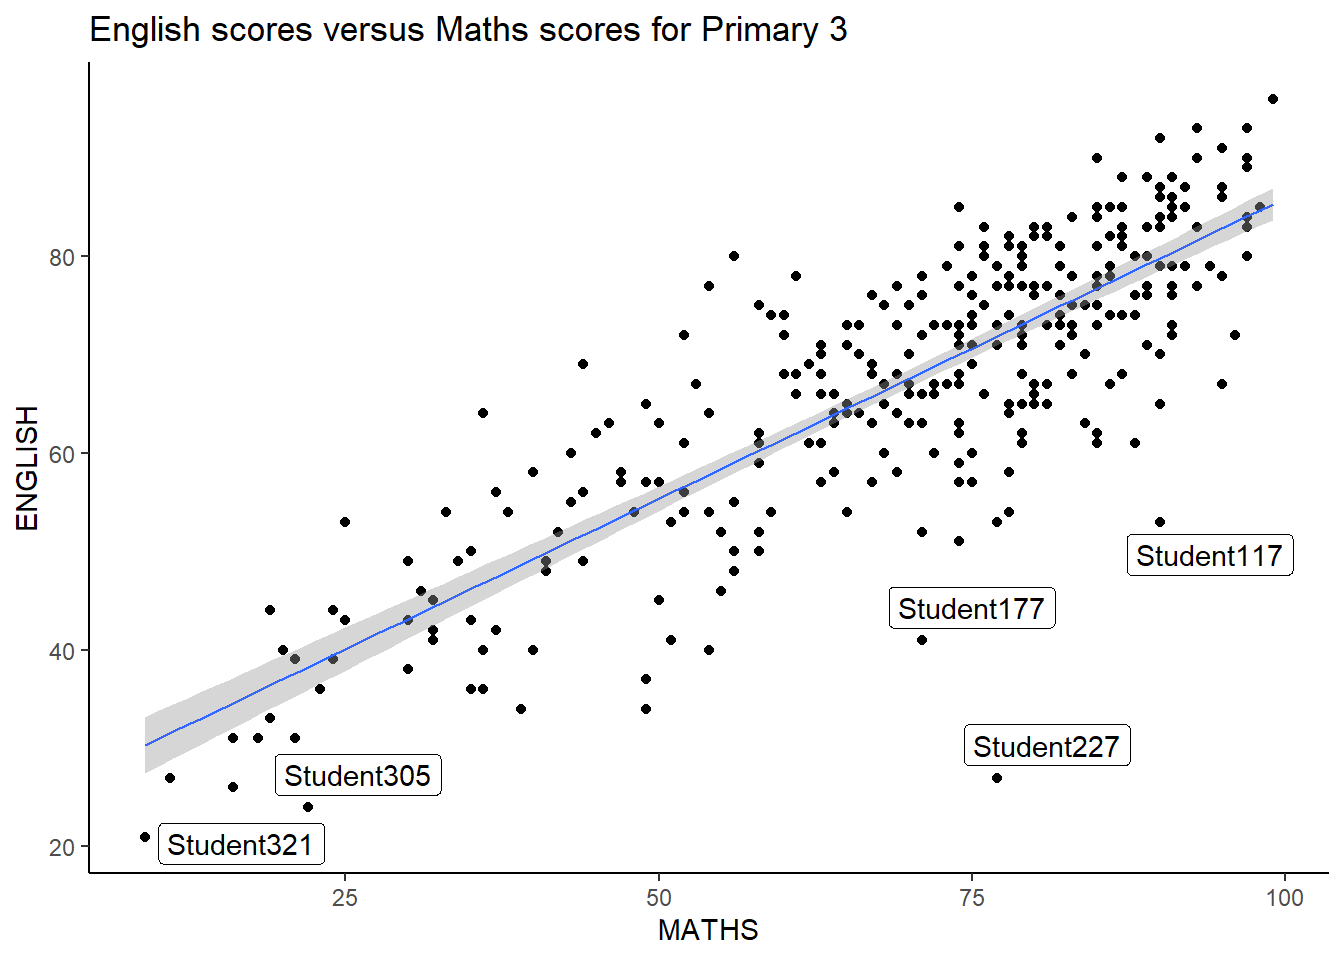 English scores versus Maths scores for Primary 3
ENGLISH
80
60
40
20
Student117
Student177
Student227
Student305
Student321
25 50 75 100
MATHS